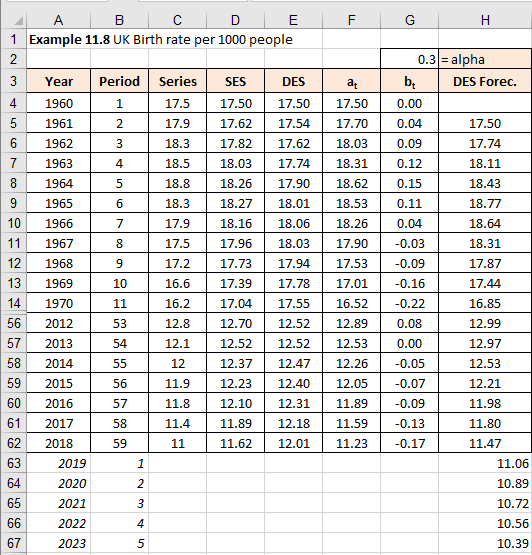 A B C D E F G H
1 Example 11.8 UK Birth rate per 1000 people
2 0.3 = alpha
3 Year Period Series SES DES at bt DES Forec.
4 1960 1 17.5 17.50 17.50 17.50 0.00
5 1961 2 17.9 17.62 17.54 17.70 0.04 17.50
6 1962 3 18.3 17.82 17.62 18.03 0.09 17.74
7 1963 4 18.5 18.03 17.74 18.31 0.12 18.11
8 1964 5 18.8 18.26 17.90 18.62 0.15 18.43
9 1965 6 18.3 18.27 18.01 18.53 0.11 18.77
10 1966 7 17.9 18.16 18.06 18.26 0.04 18.64
11 1967 8 17.5 17.96 18.03 17.90 -0.03 18.31
12 1968 9 17.2 17.73 17.94 17.53 -0.09 17.87
13 1969 10 16.6 17.39 17.78 17.01 -0.16 17.44
14 1970 11 16.2 17.04 17.55 16.52 -0.22 16.85
56 2012 53 12.8 12.70 12.52 12.89 0.08 12.99
57 2013 54 12.1 12.52 12.52 12.53 0.00 12.97
58 2014 55 12 12.37 12.47 12.26 -0.05 12.53
59 2015 56 11.9 12.23 12.40 12.05 -0.07 12.21
60 2016 57 11.8 12.10 12.31 11.89 -0.09 11.98
61 2017 58 11.4 11.89 12.18 11.59 -0.13 11.80
62 2018 59 11 11.62 12.01 11.23 -0.17 11.47
63 2019 1 11.06
64 2020 2 10.89
65 2021 3 10.72
66 2022 4 10.56
67 2023 5 10.39